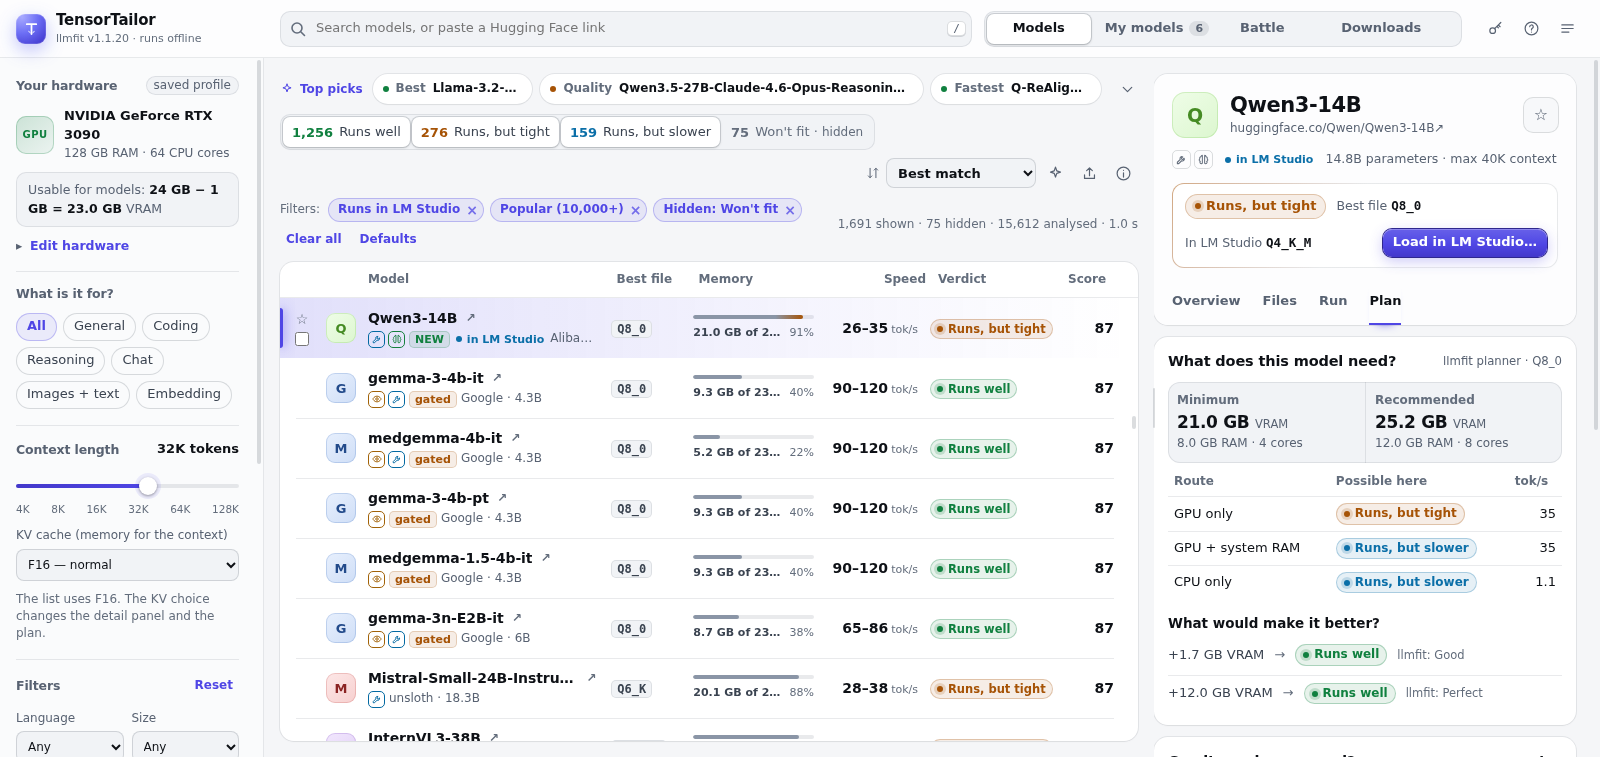 TensorTailor
llmfit v1.1.20 · runs offline
Search models, or paste a Hugging Face link
/
Models
My models 6
Battle
Downloads
Your hardware
saved profile
GPU
NVIDIA GeForce RTX
3090
128 GB RAM · 64 CPU cores
Usable for models: 24 GB − 1
GB = 23.0 GB VRAM
▸ Edit hardware
What is it for?
All
General
Coding
Reasoning
Chat
Images + text
Embedding
Context length
32K tokens
4K 8K 16K 32K 64K 128K
KV cache (memory for the context)
F16 — normal
The list uses F16. The KV choice
changes the detail panel and the
plan.
Filters
Reset
Language
Size
Any
Any
Top picks
Best Llama-3.2-…
Quality Qwen3.5-27B-Claude-4.6-Opus-Reasonin…
Fastest Q-ReAlig…
1,256 Runs well
276 Runs, but tight
159 Runs, but slower
75 Won't fit · hidden
Best match
Filters:
Runs in LM Studio ×
Popular (10,000+) ×
Hidden: Won't fit ×
Clear all
Defaults
1,691 shown · 75 hidden · 15,612 analysed · 1.0 s
Model Best file Memory Speed Verdict Score
Q Qwen3-14B ↗
NEW in LM Studio Aliba…
Q8_0 21.0 GB of 2… 91% 26–35 tok/s Runs, but tight 87
G gemma-3-4b-it ↗
gated Google · 4.3B
Q8_0 9.3 GB of 23… 40% 90–120 tok/s Runs well 87
M medgemma-4b-it ↗
gated Google · 4.3B
Q8_0 5.2 GB of 23… 22% 90–120 tok/s Runs well 87
G gemma-3-4b-pt ↗
gated Google · 4.3B
Q8_0 9.3 GB of 23… 40% 90–120 tok/s Runs well 87
M medgemma-1.5-4b-it ↗
gated Google · 4.3B
Q8_0 9.3 GB of 23… 40% 90–120 tok/s Runs well 87
G gemma-3n-E2B-it ↗
gated Google · 6B
Q8_0 8.7 GB of 23… 38% 65–86 tok/s Runs well 87
M Mistral-Small-24B-Instru… ↗
unsloth · 18.3B
Q6_K 20.1 GB of 2… 88% 28–38 tok/s Runs, but tight 87
InternVL3-38B ↗
Q
Qwen3-14B
huggingface.co/Qwen/Qwen3-14B↗
in LM Studio 14.8B parameters · max 40K context
Runs, but tight Best file Q8_0
In LM Studio Q4_K_M
Load in LM Studio…
Overview
Files
Run
Plan
What does this model need?
llmfit planner · Q8_0
Minimum
21.0 GB VRAM
8.0 GB RAM · 4 cores
Recommended
25.2 GB VRAM
12.0 GB RAM · 8 cores
Route Possible here tok/s
GPU only Runs, but tight 35
GPU + system RAM Runs, but slower 35
CPU only Runs, but slower 1.1
What would make it better?
+1.7 GB VRAM → Runs well llmfit: Good
+12.0 GB VRAM → Runs well llmfit: Perfect